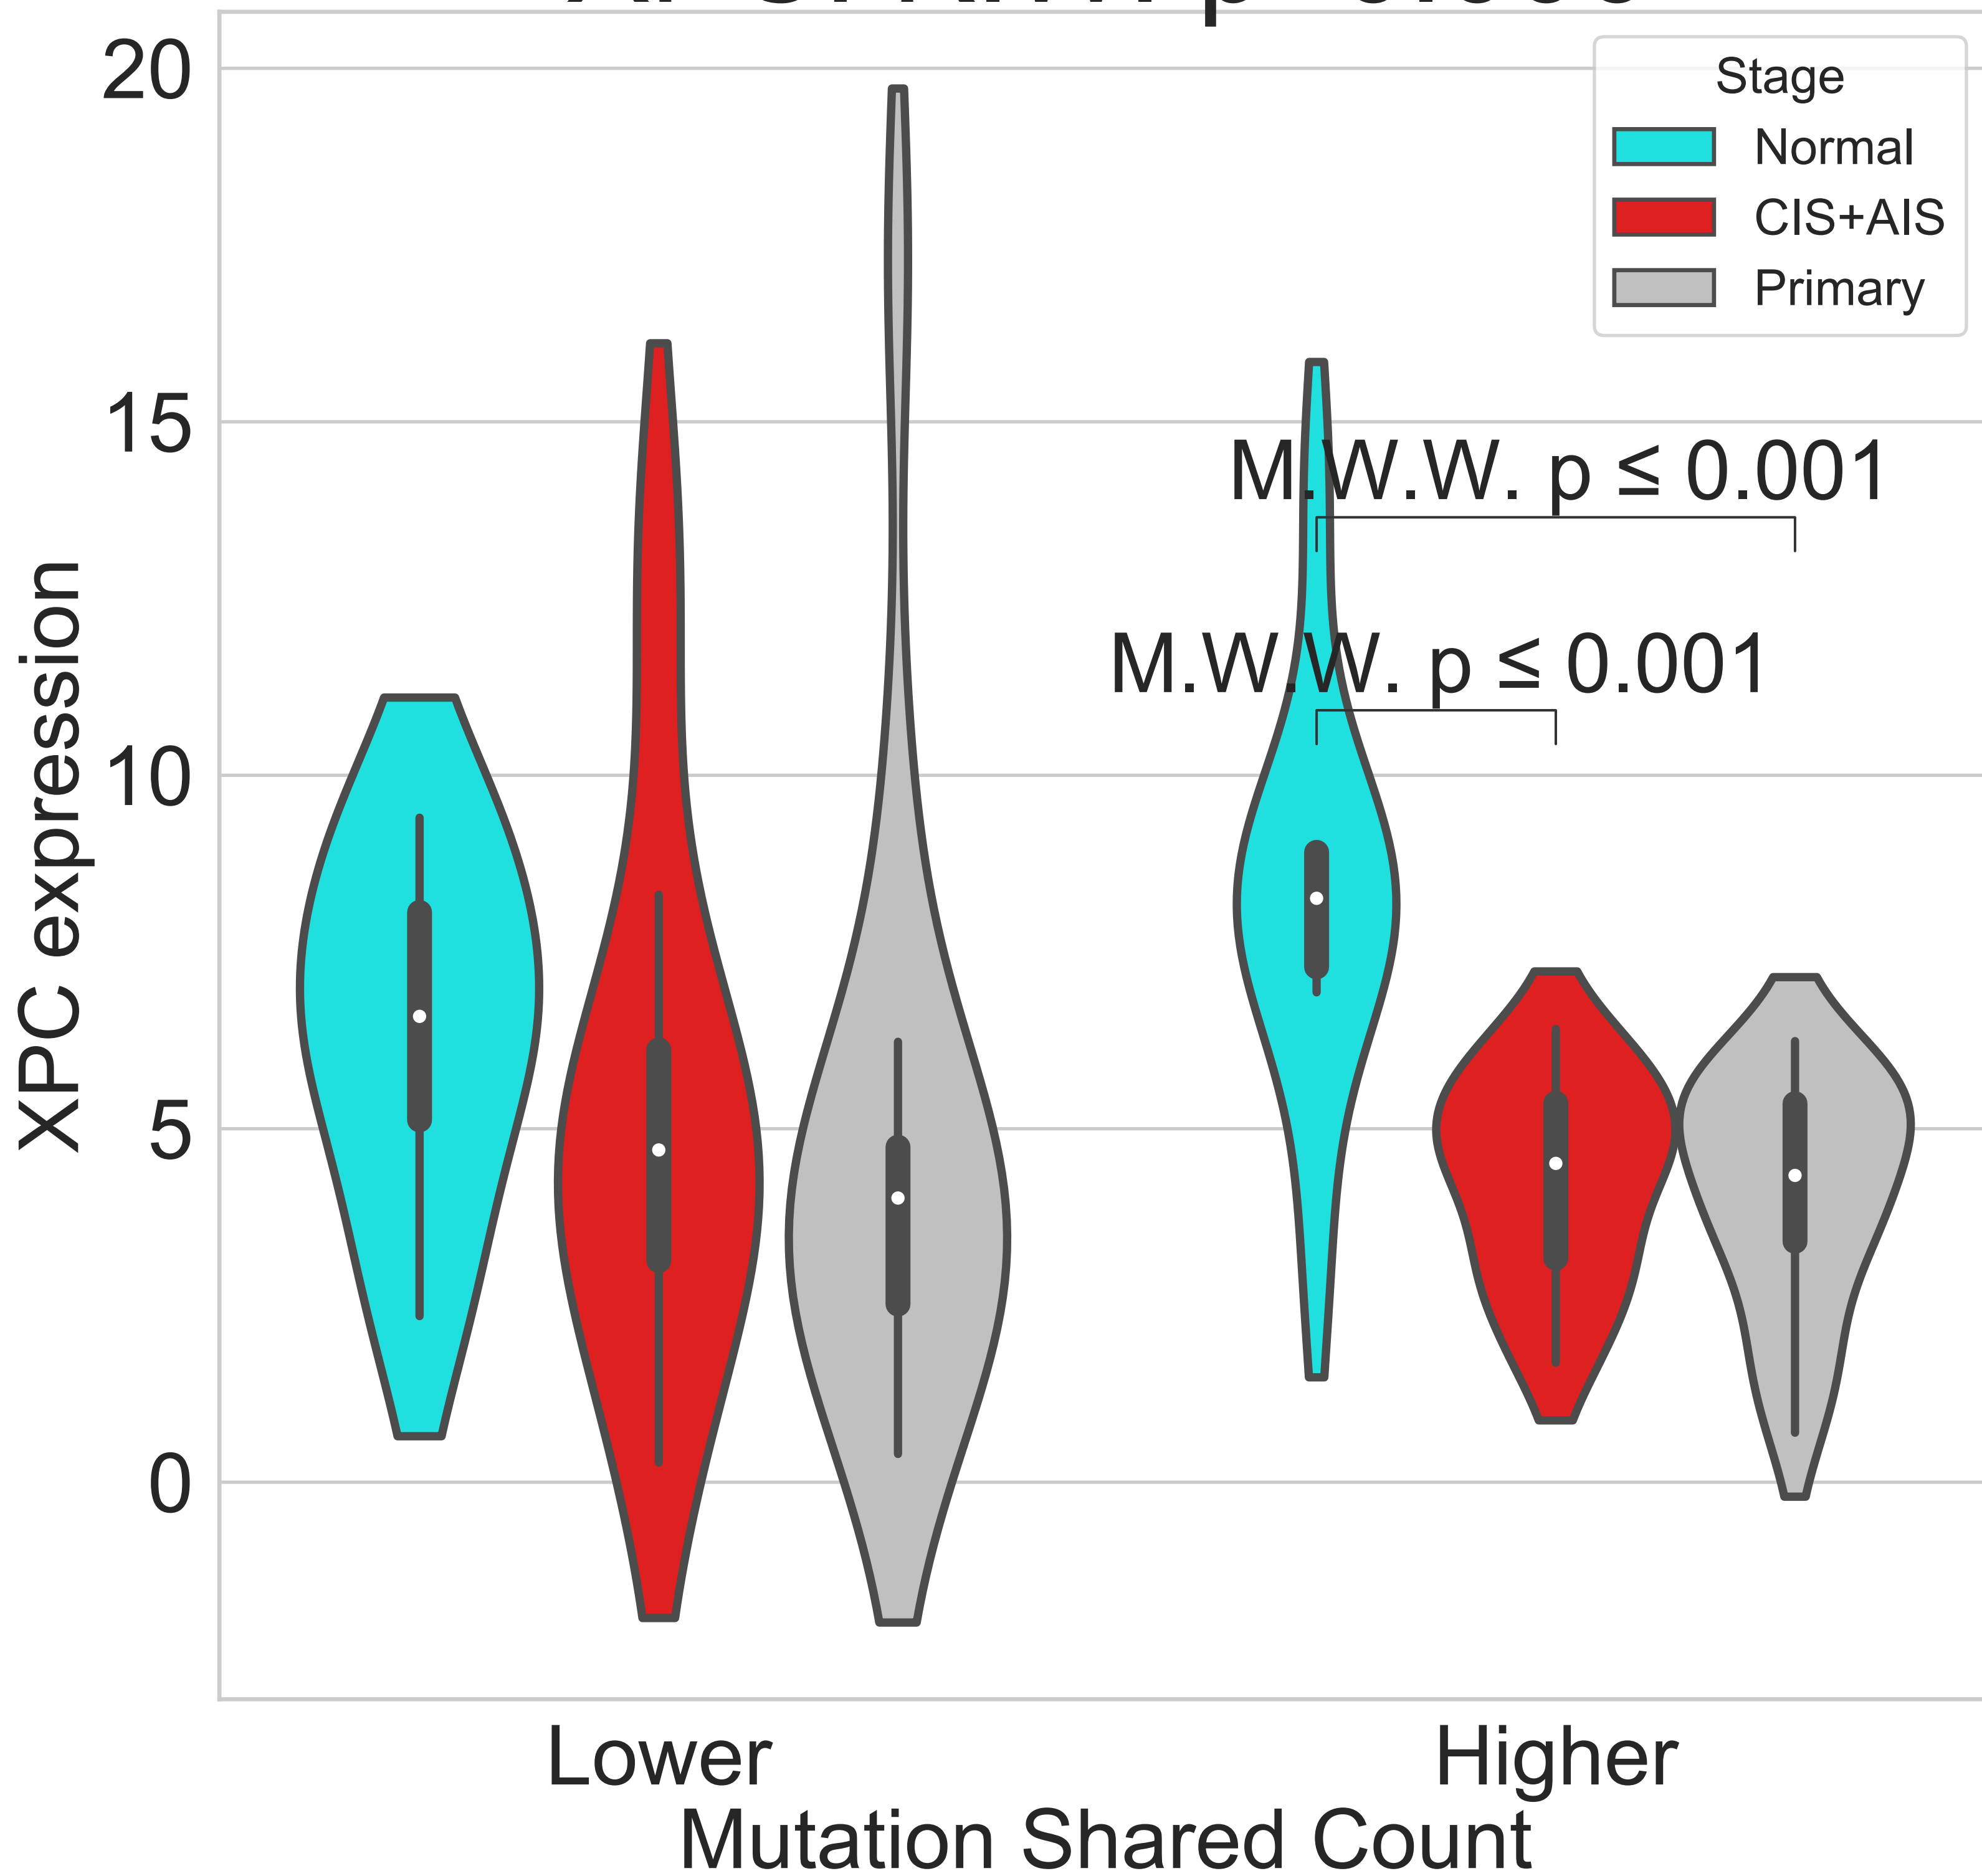 20
Stage
Normal
CIS+AIS
Primary
15
M.W.W. p ≤ 0.001
M.W.W. p ≤ 0.001
10
XPC expression
5
0
Lower
Higher
Mutation Shared Count